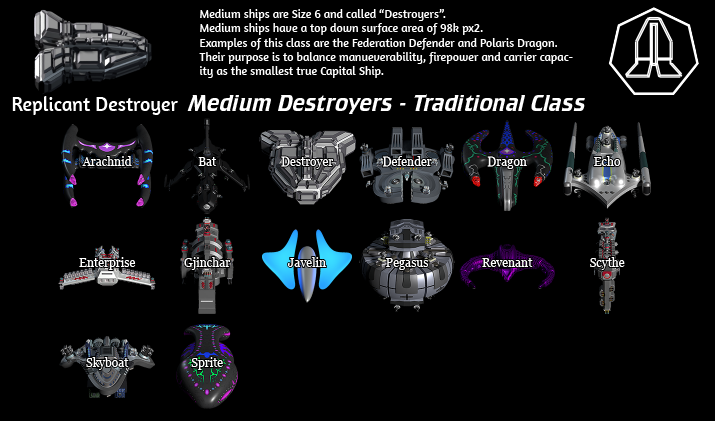 Medium ships are Size 6 and called “Destroyers”.
Medium ships have a top down surface area of 98k px2.
Examples of this class are the Federation Defender and Polaris Dragon.
Their purpose is to balance manueverability, firepower and carrier capac-
ity as the smallest true Capital Ship.
Replicant Destroyer Medium Destroyers - Traditional Class
Arachnid Bat Destroyer Defender Dragon Echo
Enterprise Gjinchar Javelin Pegasus Revenant Scythe
Skyboat Sprite